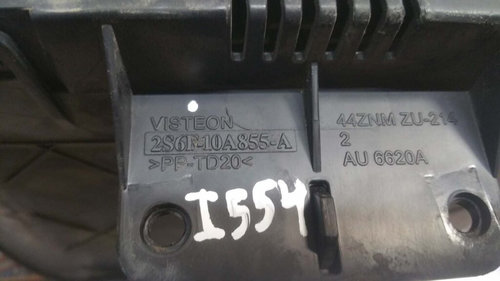 VISTEON
2S6F-10A855-A
>PP-TD20<
44ZNM ZU-214
2
AU 6620A
I554